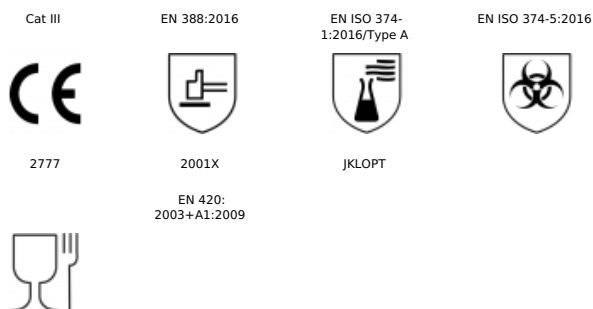 Cat III
EN 388:2016
EN ISO 374-
1:2016/Type A
EN ISO 374-5:2016
CE
2777
2001X
JKLOPT
EN 420:
2003+A1:2009